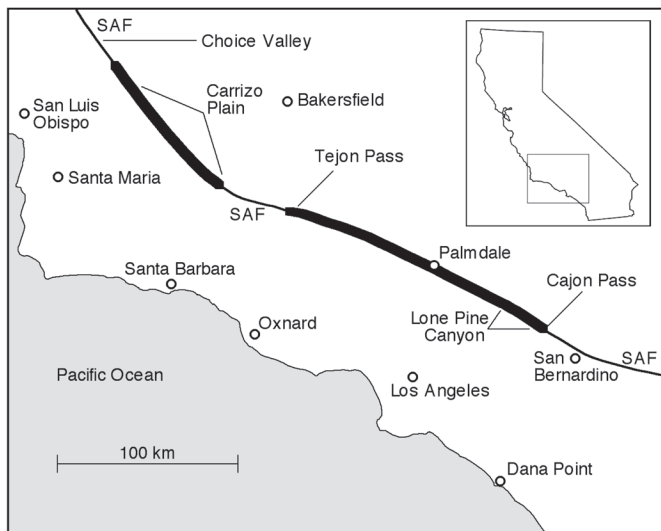 SAF
Choice Valley
Carrizo
Plain
Bakersfield
San Luis
Obispo
Tejon Pass
Santa Maria
SAF
Palmdale
Santa Barbara
Cajon Pass
Lone Pine
Canyon
Oxnard
SAF
San
Bernardino
Pacific Ocean
Los Angeles
100 km
Dana Point